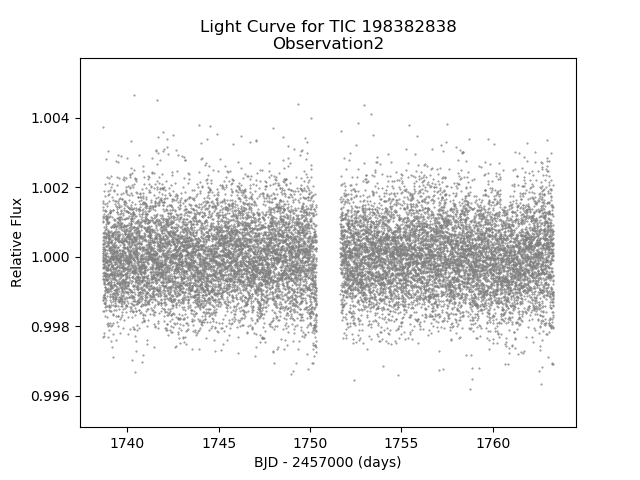 Light Curve for TIC 198382838
Observation2
1.004
1.002
1.000
0.998
0.996
Relative Flux
1740 1745 1750 1755 1760
BJD - 2457000 (days)